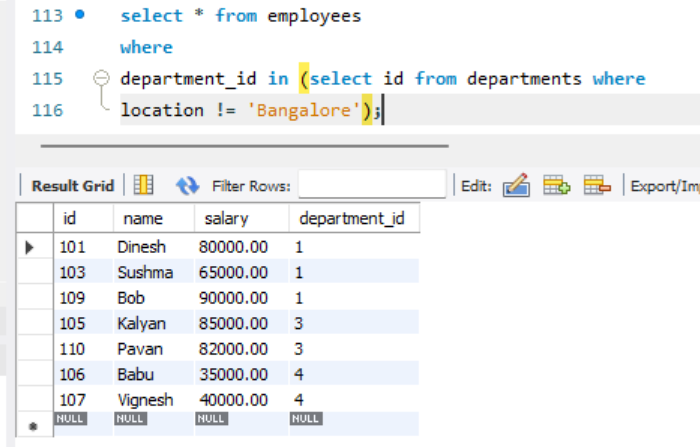 113 select * from employees
114 where
115 department_id in (select id from departments where
116 location != 'Bangalore');
Result Grid Filter Rows: Edit: Export/Im
id name salary department_id
101 Dinesh 80000.00 1
103 Sushma 65000.00 1
109 Bob 90000.00 1
105 Kalyan 85000.00 3
110 Pavan 82000.00 3
106 Babu 35000.00 4
107 Vignesh 40000.00 4
NULL NULL NULL NULL